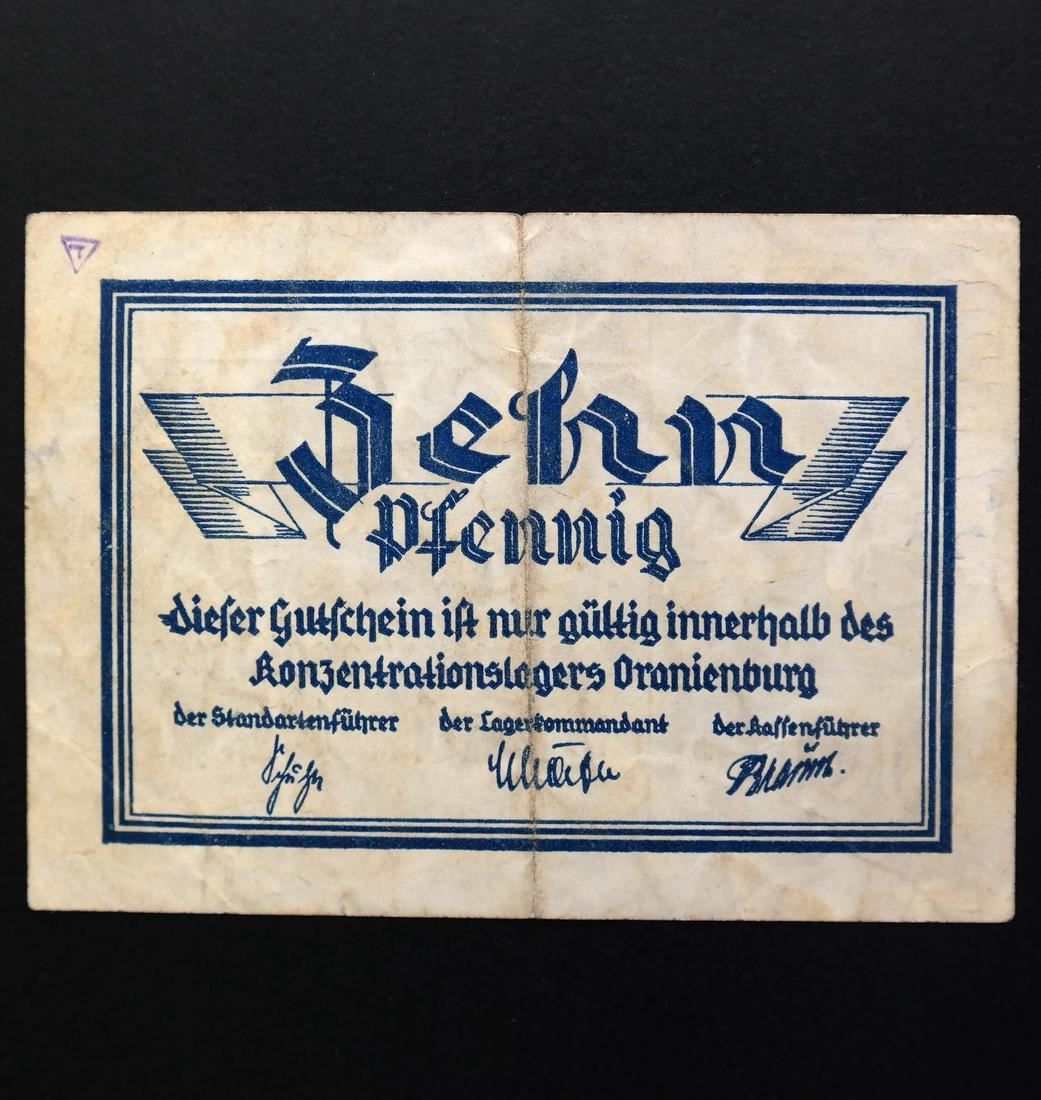 Zehn
Pfennig
Dieser Gutschein ist nur gültig innerhalb des
Konzentrationslagers Oranienburg
der Standartenführer der Lagerkommandant der Kassenführer